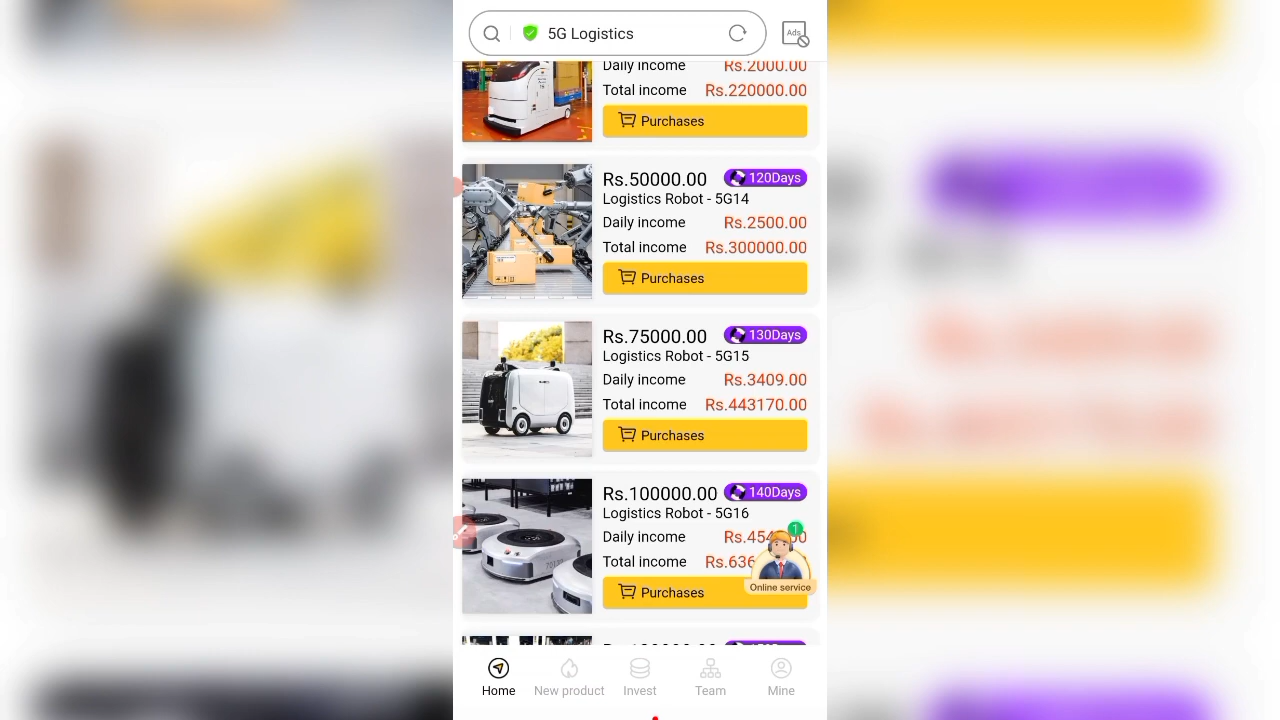 5G Logistics
Ads
Daily income Rs.2000.00
Total income Rs.220000.00
Purchases
Rs.50000.00 120Days
Logistics Robot - 5G14
Daily income Rs.2500.00
Total income Rs.300000.00
Purchases
Rs.75000.00 130Days
Logistics Robot - 5G15
Daily income Rs.3409.00
Total income Rs.443170.00
Purchases
Rs.100000.00 140Days
Logistics Robot - 5G16
Daily income
1
Total income
Purchases
Online service
Home New product Invest Team Mine